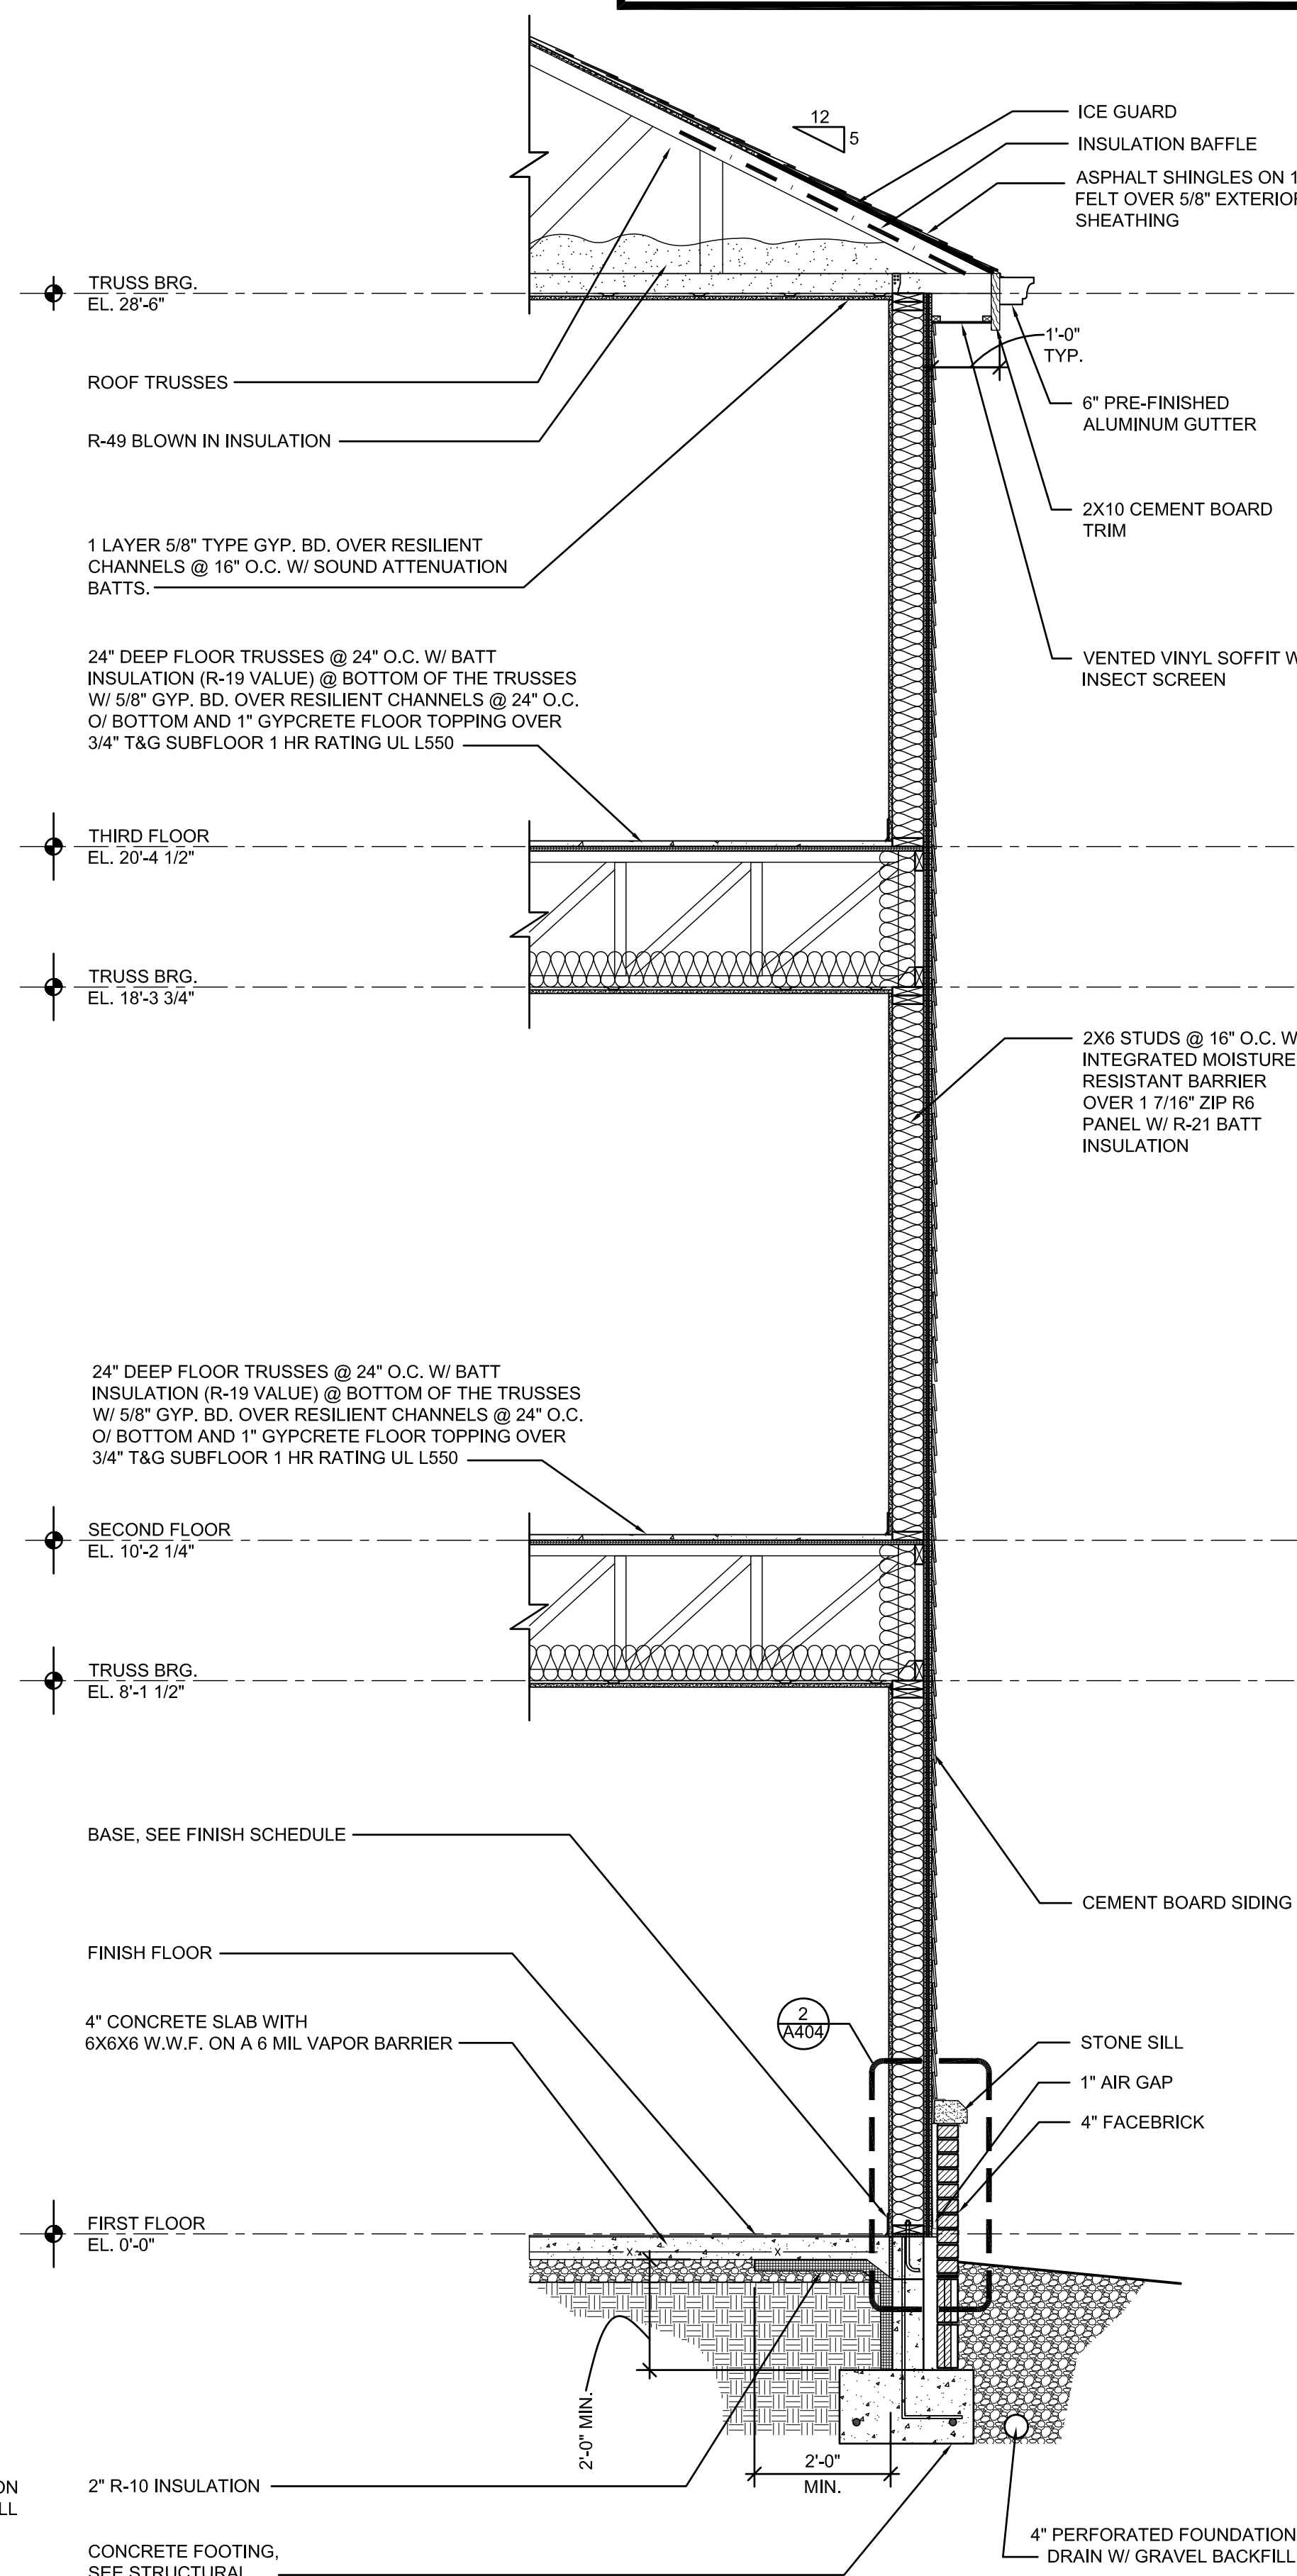 12
5
ICE GUARD
INSULATION BAFFLE
ASPHALT SHINGLES ON 1
FELT OVER 5/8" EXTERIOR
SHEATHING
TRUSS BRG.
EL. 28'-6"
1'-0"
TYP.
ROOF TRUSSES
6" PRE-FINISHED
ALUMINUM GUTTER
R-49 BLOWN IN INSULATION
2X10 CEMENT BOARD
TRIM
1 LAYER 5/8" TYPE GYP. BD. OVER RESILIENT
CHANNELS @ 16" O.C. W/ SOUND ATTENUATION
BATTS.
VENTED VINYL SOFFIT W
INSECT SCREEN
24" DEEP FLOOR TRUSSES @ 24" O.C. W/ BATT
INSULATION (R-19 VALUE) @ BOTTOM OF THE TRUSSES
W/ 5/8" GYP. BD. OVER RESILIENT CHANNELS @ 24" O.C.
O/ BOTTOM AND 1" GYPCRETE FLOOR TOPPING OVER
3/4" T&G SUBFLOOR 1 HR RATING UL L550
THIRD FLOOR
EL. 20'-4 1/2"
TRUSS BRG.
EL. 18'-3 3/4"
2X6 STUDS @ 16" O.C. W
INTEGRATED MOISTURE
RESISTANT BARRIER
OVER 1 7/16" ZIP R6
PANEL W/ R-21 BATT
INSULATION
24" DEEP FLOOR TRUSSES @ 24" O.C. W/ BATT
INSULATION (R-19 VALUE) @ BOTTOM OF THE TRUSSES
W/ 5/8" GYP. BD. OVER RESILIENT CHANNELS @ 24" O.C.
O/ BOTTOM AND 1" GYPCRETE FLOOR TOPPING OVER
3/4" T&G SUBFLOOR 1 HR RATING UL L550
SECOND FLOOR
EL. 10'-2 1/4"
TRUSS BRG.
EL. 8'-1 1/2"
BASE, SEE FINISH SCHEDULE
CEMENT BOARD SIDING
FINISH FLOOR
4" CONCRETE SLAB WITH
6X6X6 W.W.F. ON A 6 MIL VAPOR BARRIER
2
A404
STONE SILL
1" AIR GAP
4" FACEBRICK
FIRST FLOOR
EL. 0'-0"
X
X
2'-0" MIN.
2'-0"
MIN.
ON
LL
2" R-10 INSULATION
CONCRETE FOOTING,
SEE STRUCTURAL
4" PERFORATED FOUNDATION
DRAIN W/ GRAVEL BACKFILL